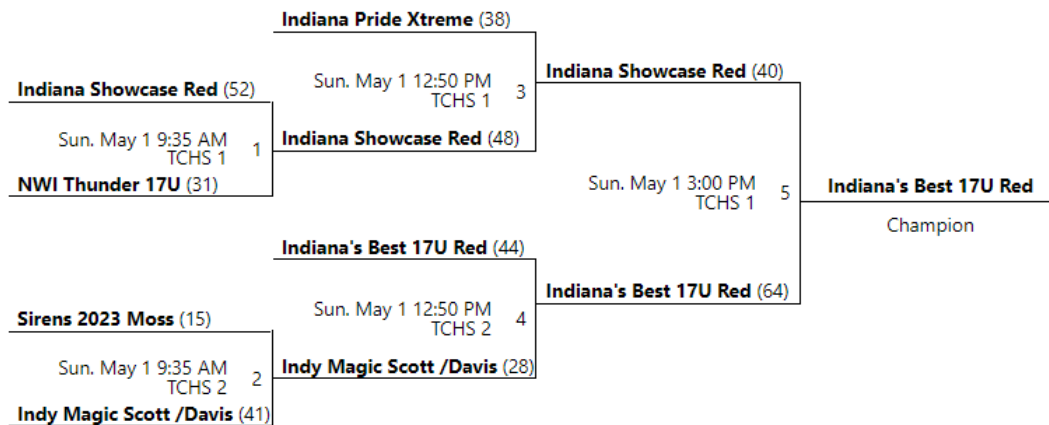 Indiana Pride Xtreme (38)
Sun. May 1 12:50 PM
TCHS 1
3
Indiana Showcase Red (40)
Indiana Showcase Red (52)
Sun. May 1 9:35 AM
TCHS 1
1
Indiana Showcase Red (48)
NWI Thunder 17U (31)
Sun. May 1 3:00 PM
TCHS 1
5
Indiana's Best 17U Red
Champion
Indiana's Best 17U Red (44)
Sun. May 1 12:50 PM
TCHS 2
4
Indiana's Best 17U Red (64)
Sirens 2023 Moss (15)
Sun. May 1 9:35 AM
TCHS 2
2
Indy Magic Scott /Davis (28)
Indy Magic Scott /Davis (41)